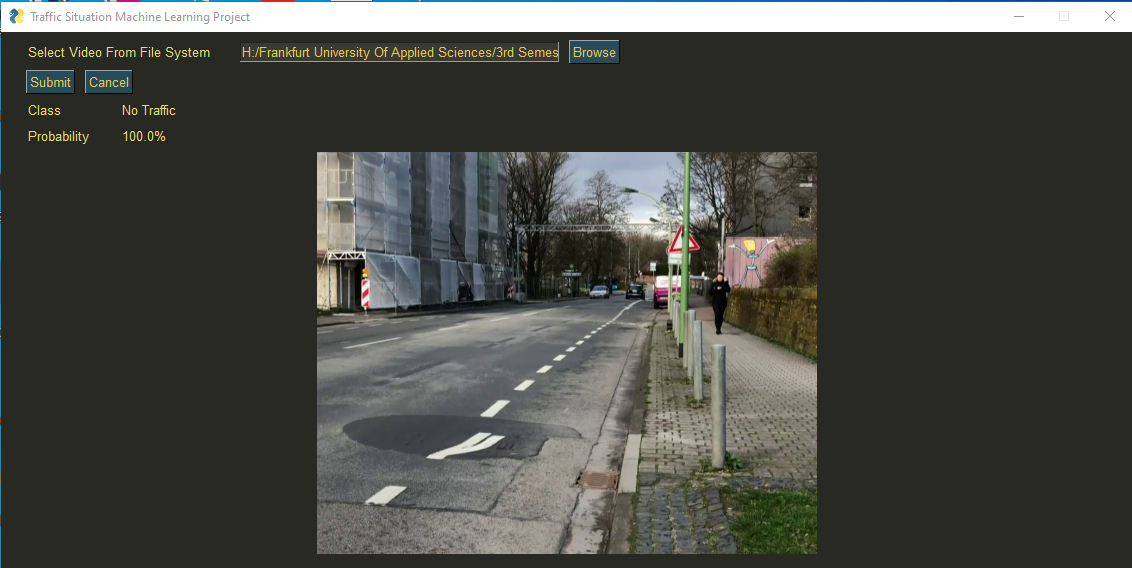 Traffic Situation Machine Learning Project
Select Video From File System H:/Frankfurt University Of Applied Sciences/3rd Semes Browse
Submit Cancel
Class No Traffic
Probability 100.0%